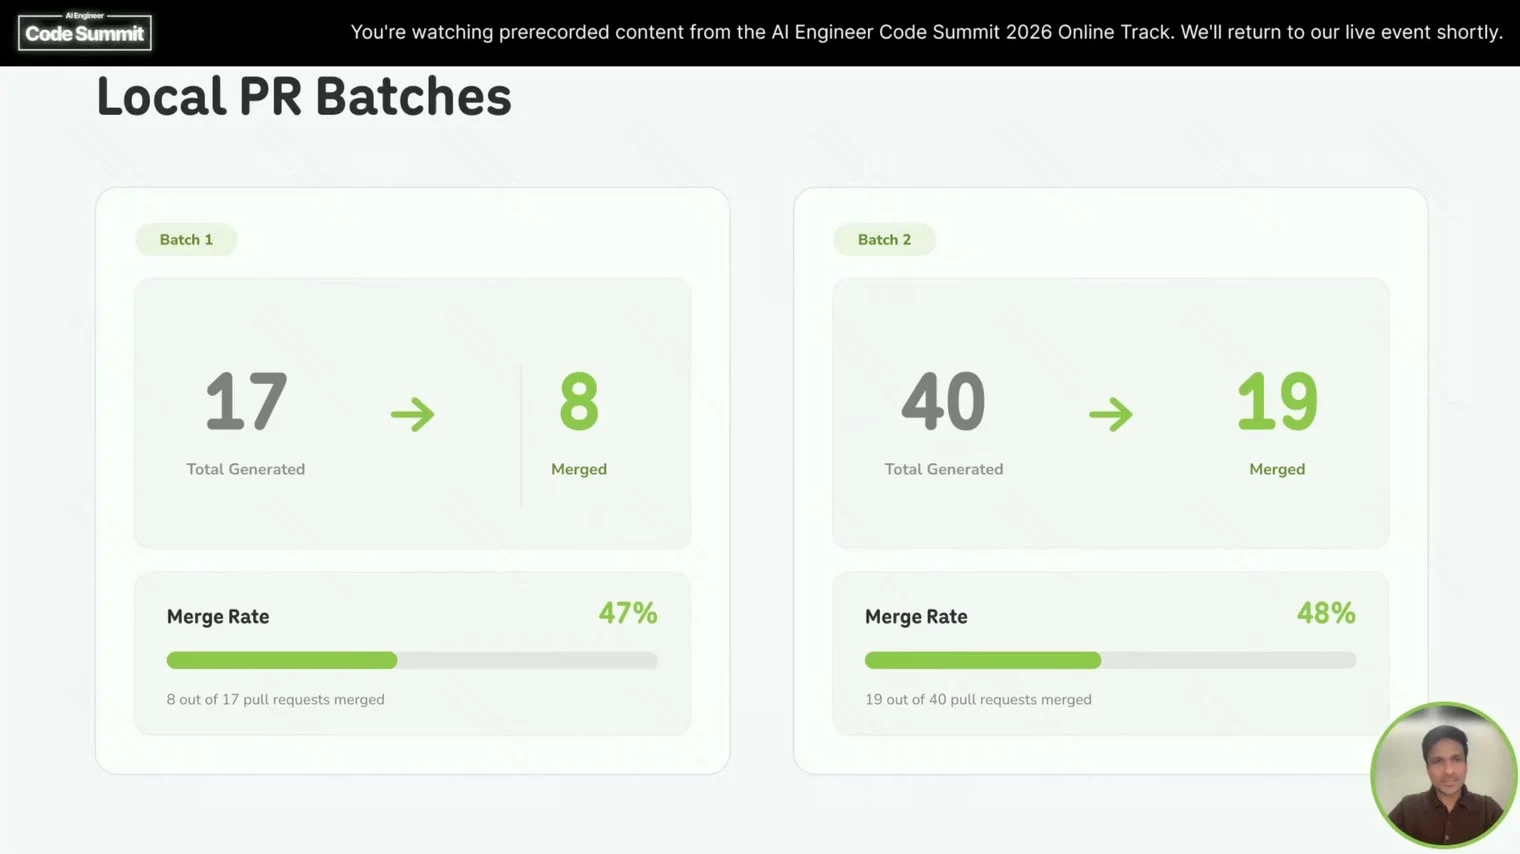 AI Engineer
Code Summit
You're watching prerecorded content from the AI Engineer Code Summit 2026 Online Track. We'll return to our live event shortly.
Local PR Batches
Batch 1
17
8
Total Generated
Merged
Merge Rate
47%
8 out of 17 pull requests merged
Batch 2
40
19
Total Generated
Merged
Merge Rate
48%
19 out of 40 pull requests merged